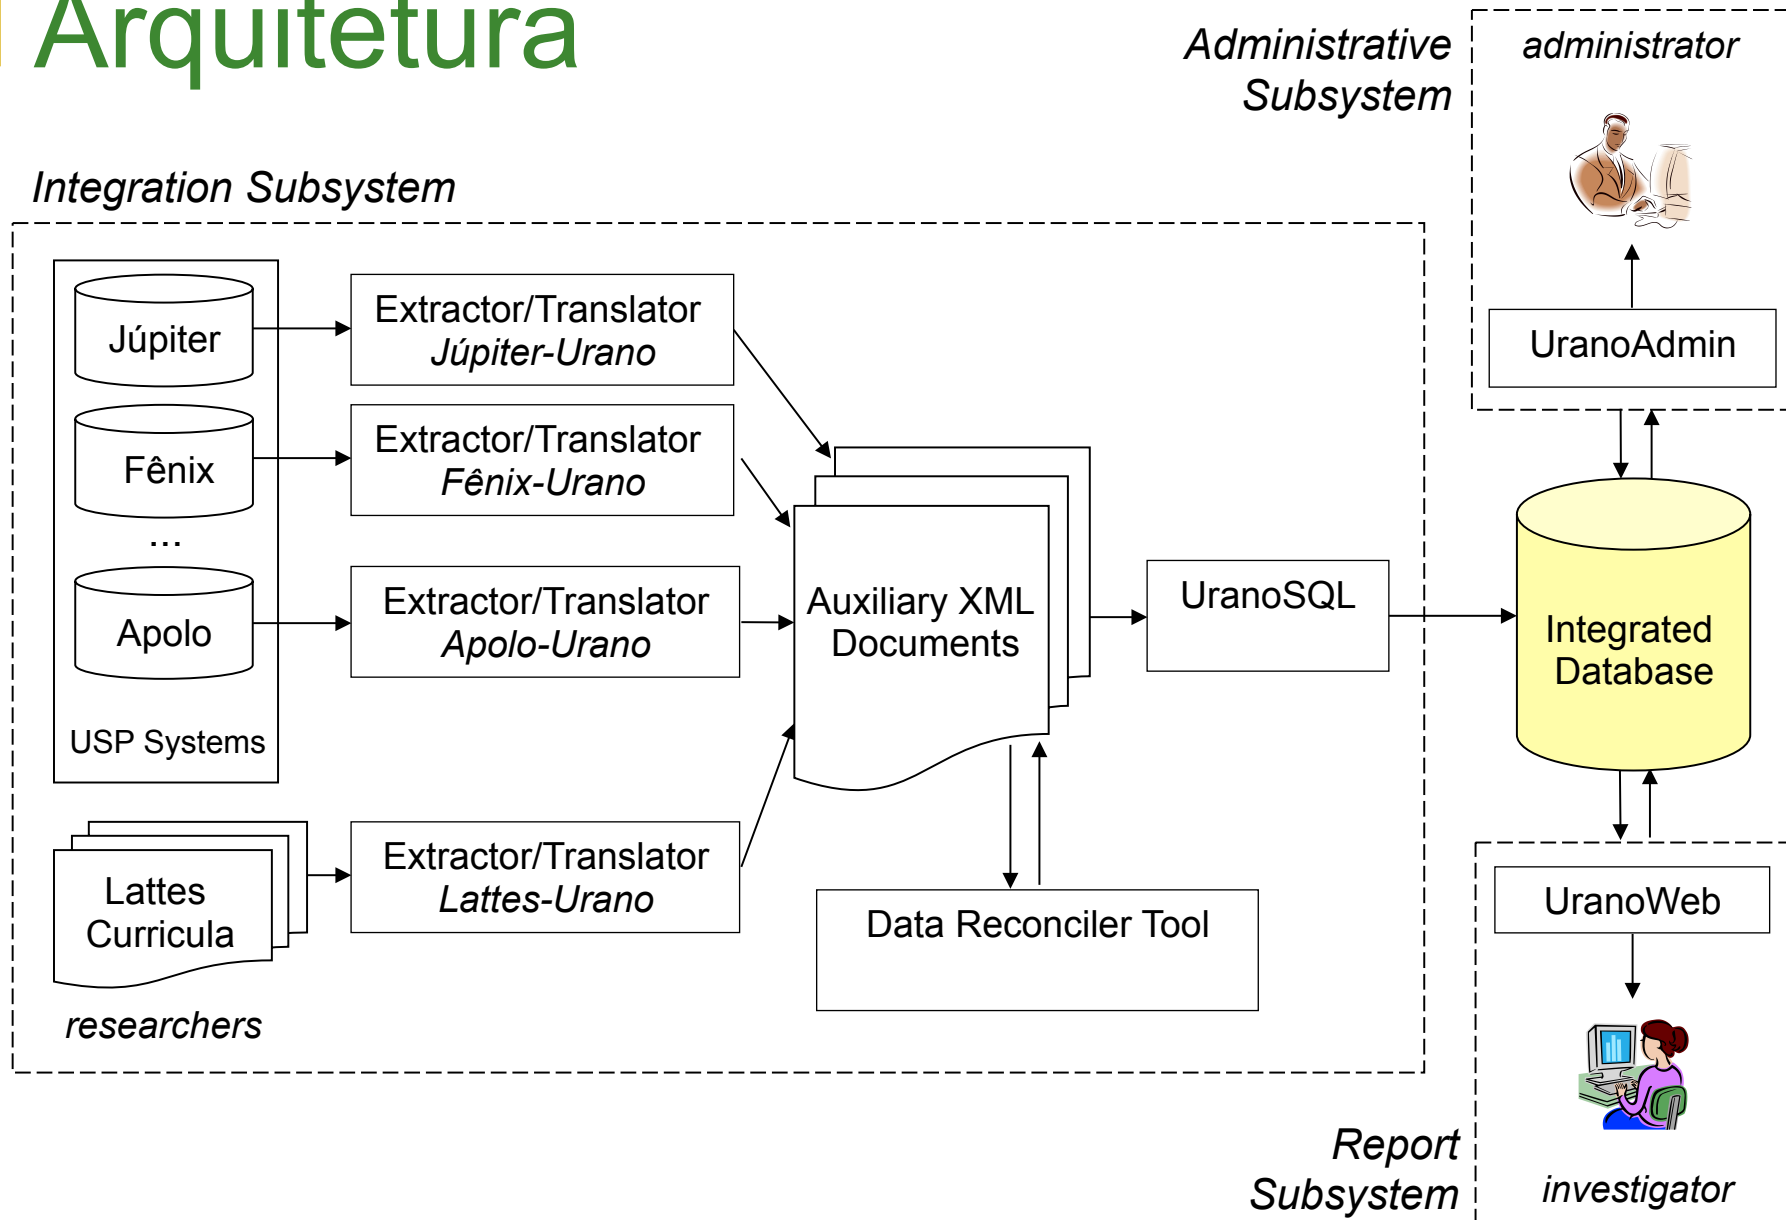 Arquitetura
Administrative
Subsystem
administrator
Integration Subsystem
Júpiter
Extractor/Translator
Júpiter-Urano
UranoAdmin
Fênix
Extractor/Translator
Fênix-Urano
...
Apolo
Extractor/Translator
Apolo-Urano
Auxiliary XML
Documents
UranoSQL
Integrated
Database
USP Systems
Lattes
Curricula
Extractor/Translator
Lattes-Urano
Data Reconciler Tool
UranoWeb
researchers
Report
Subsystem
investigator